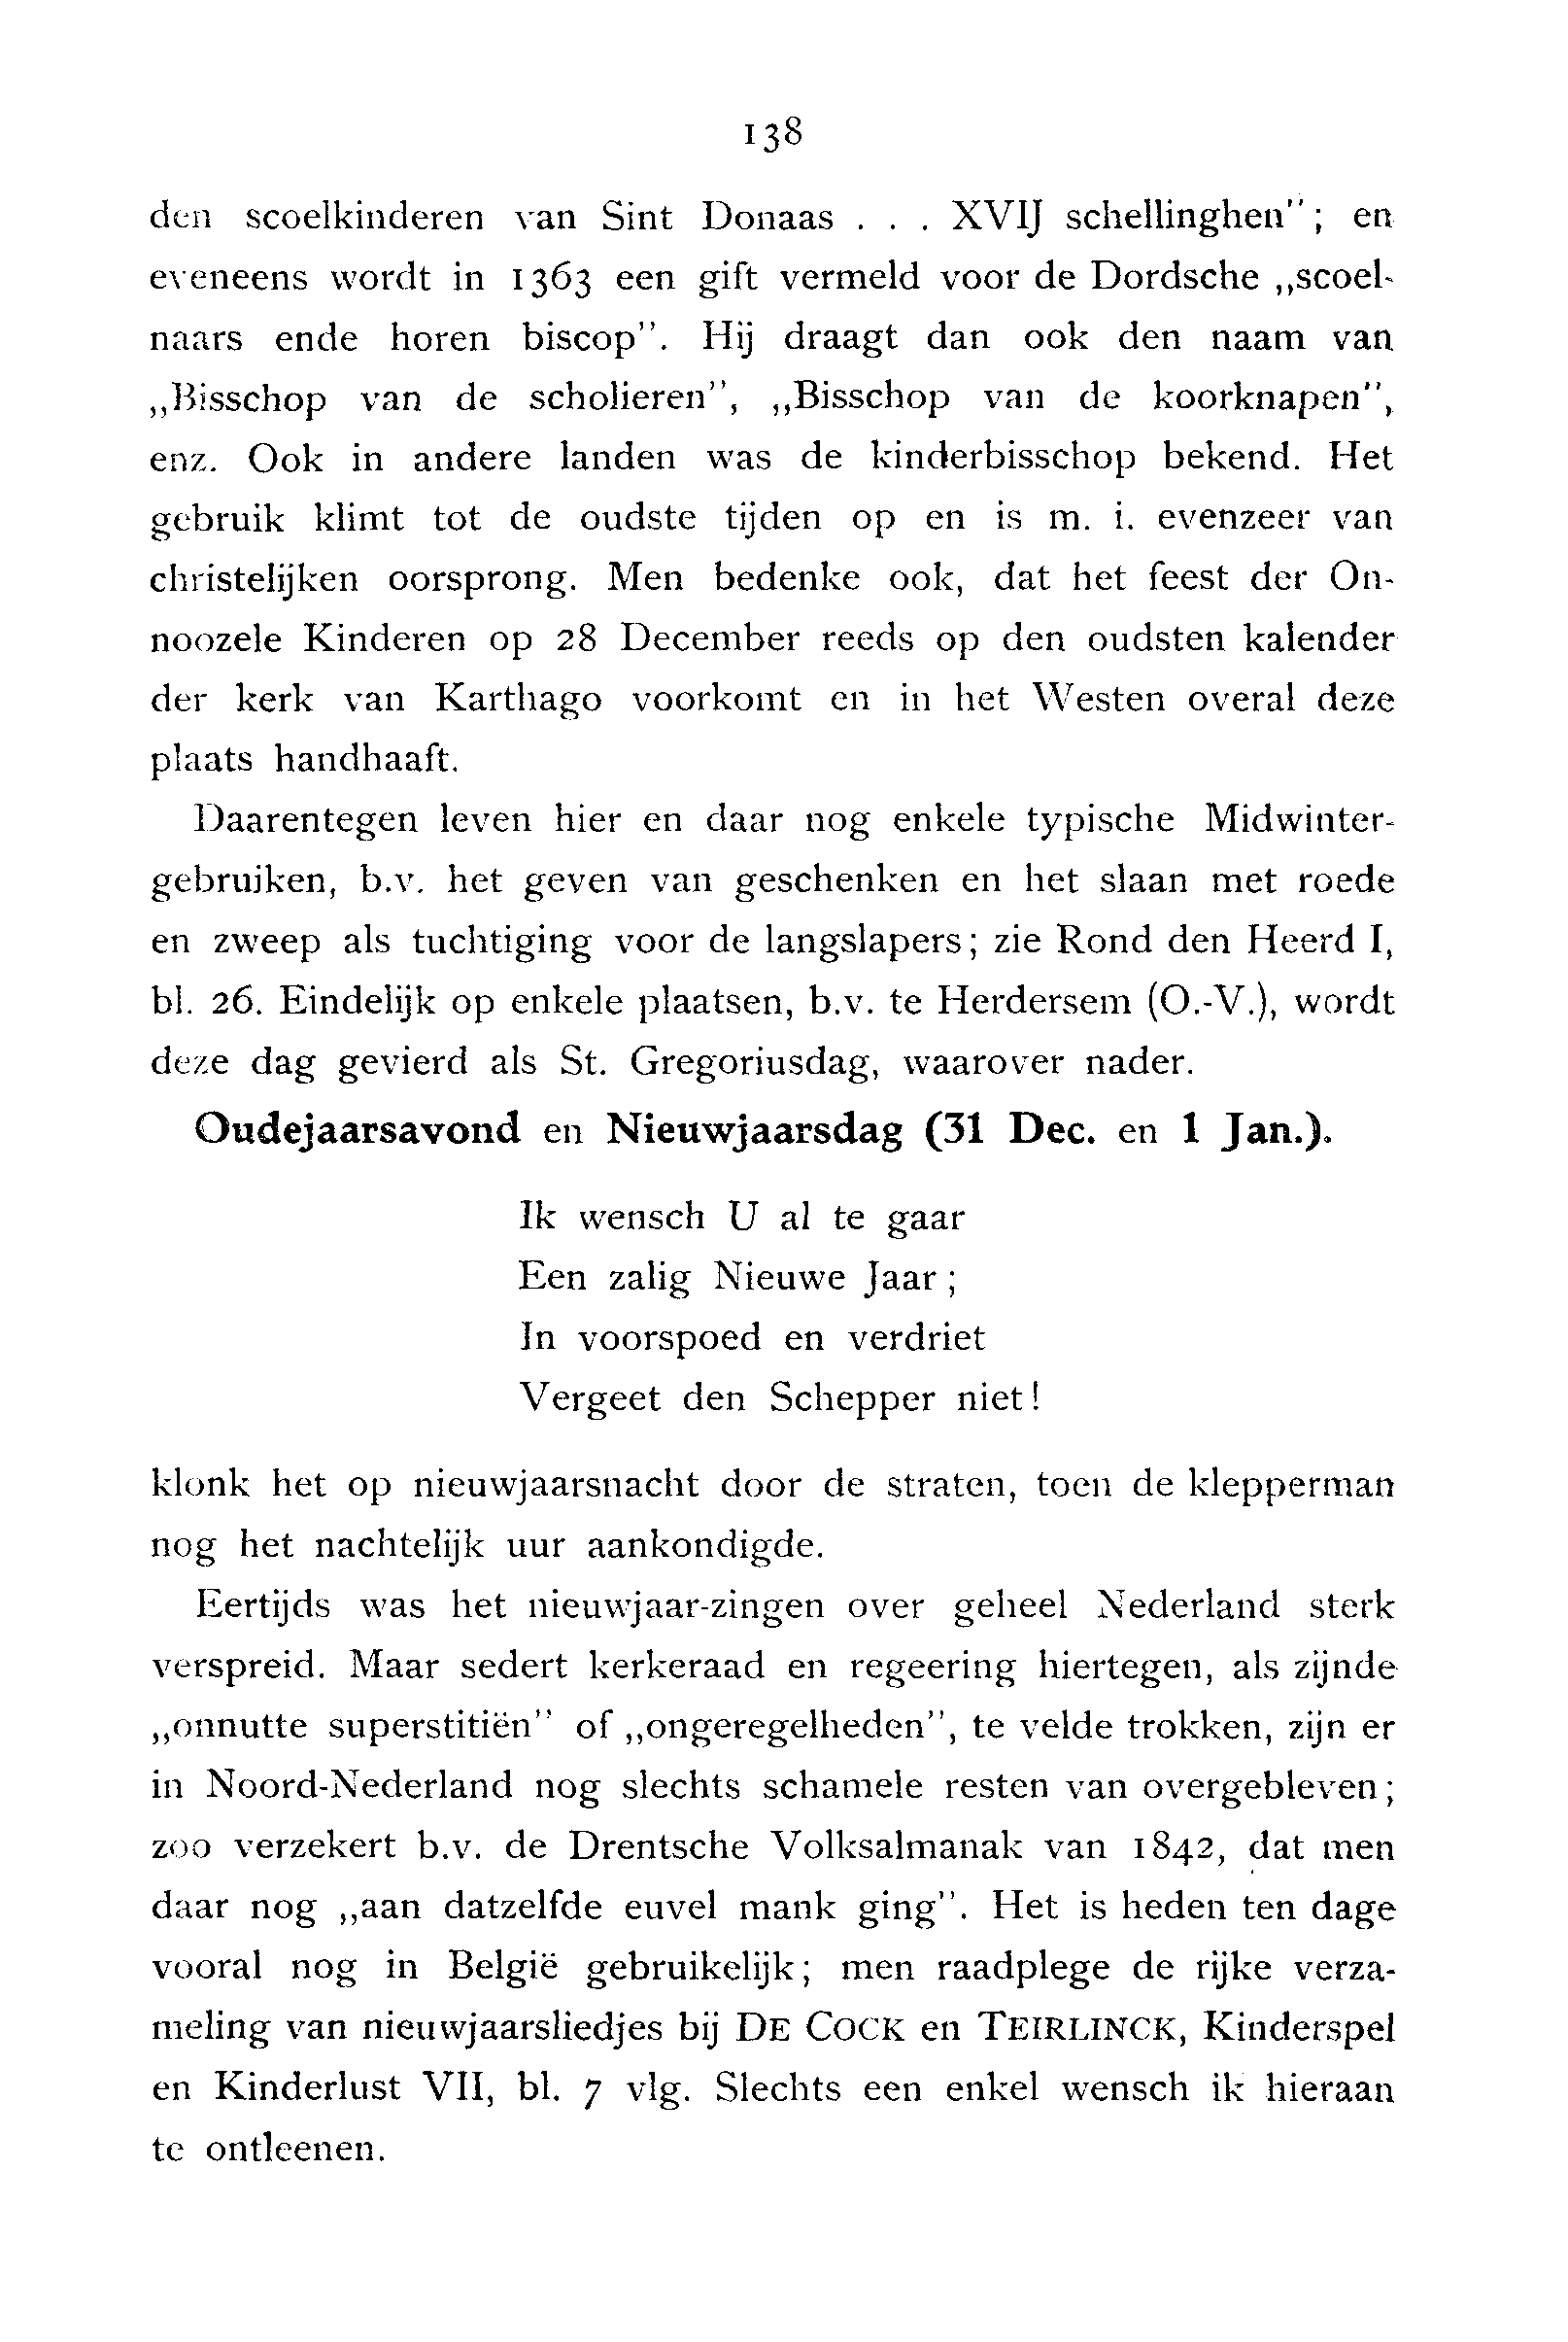 138
den scoelkinderen van Sint Donaas . . . XVIJ schellinghen”; en
eveneens wordt in 1363 een gift vermeld voor de Dordsche „scoel-
naars ende horen biscop”. Hij draagt dan ook den naam van
„Bisschop van de scholieren”, „Bisschop van de koorknapen”,
enz. Ook in andere landen was de kinderbisschop bekend. Het
gebruik klimt tot de oudste tijden op en is m. i. evenzeer van
christelijken oorsprong. Men bedenke ook, dat het feest der On-
noozele Kinderen op 28 December reeds op den oudsten kalender
der kerk van Karthago voorkomt en in het Westen overal deze
plaats handhaaft.
Daarentegen leven hier en daar nog enkele typische Midwinter-
gebruiken, b.v. het geven van geschenken en het slaan met roede
en zweep als tuchtiging voor de langslapers; zie Rond den Heerd I,
bl. 26. Eindelijk op enkele plaatsen, b.v. te Herdersem (O.-V.), wordt
deze dag gevierd als St. Gregoriusdag, waarover nader.
Oudejaarsavond en Nieuwjaarsdag (31 Dec. en 1 Jan.).
Ik wensch U al te gaar
Een zalig Nieuwe Jaar;
In voorspoed en verdriet
Vergeet den Schepper niet!
klonk het op nieuwjaarsnacht door de straten, toen de klepperman
nog het nachtelijk uur aankondigde.
Eertijds was het nieuwjaar-zingen over geheel Nederland sterk
verspreid. Maar sedert kerkeraad en regeering hiertegen, als zijnde
„onnutte superstitiën” of „ongeregelheden”, te velde trokken, zijn er
in Noord-Nederland nog slechts schamele resten van overgebleven;
zoo verzekert b.v. de Drentsche Volksalmanak van 1842, dat men
daar nog „aan datzelfde euvel mank ging”. Het is heden ten dage
vooral nog in België gebruikelijk; men raadplege de rijke verza-
meling van nieuwjaarsliedjes bij DE COCK en TEIRLINCK, Kinderspel
en Kinderlust VII, bl. 7 vlg. Slechts een enkel wensch ik hieraan
te ontleenen.